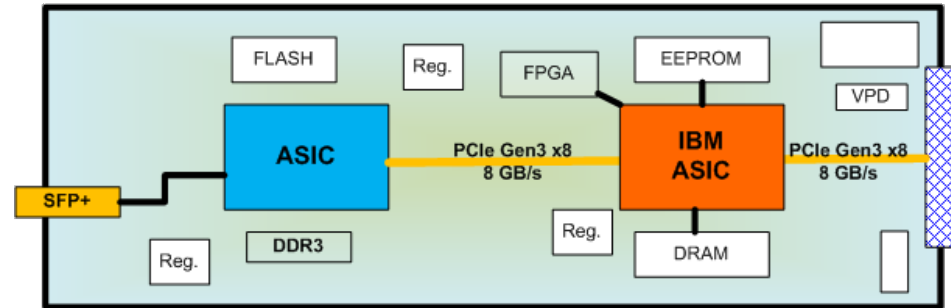 FLASH
Reg.
FPGA
EEPROM
VPD
ASIC
PCIe Gen3 x8
8 GB/s
IBM
ASIC
PCIe Gen3 x8
8 GB/s
SFP+
DDR3
Reg.
Reg.
DRAM